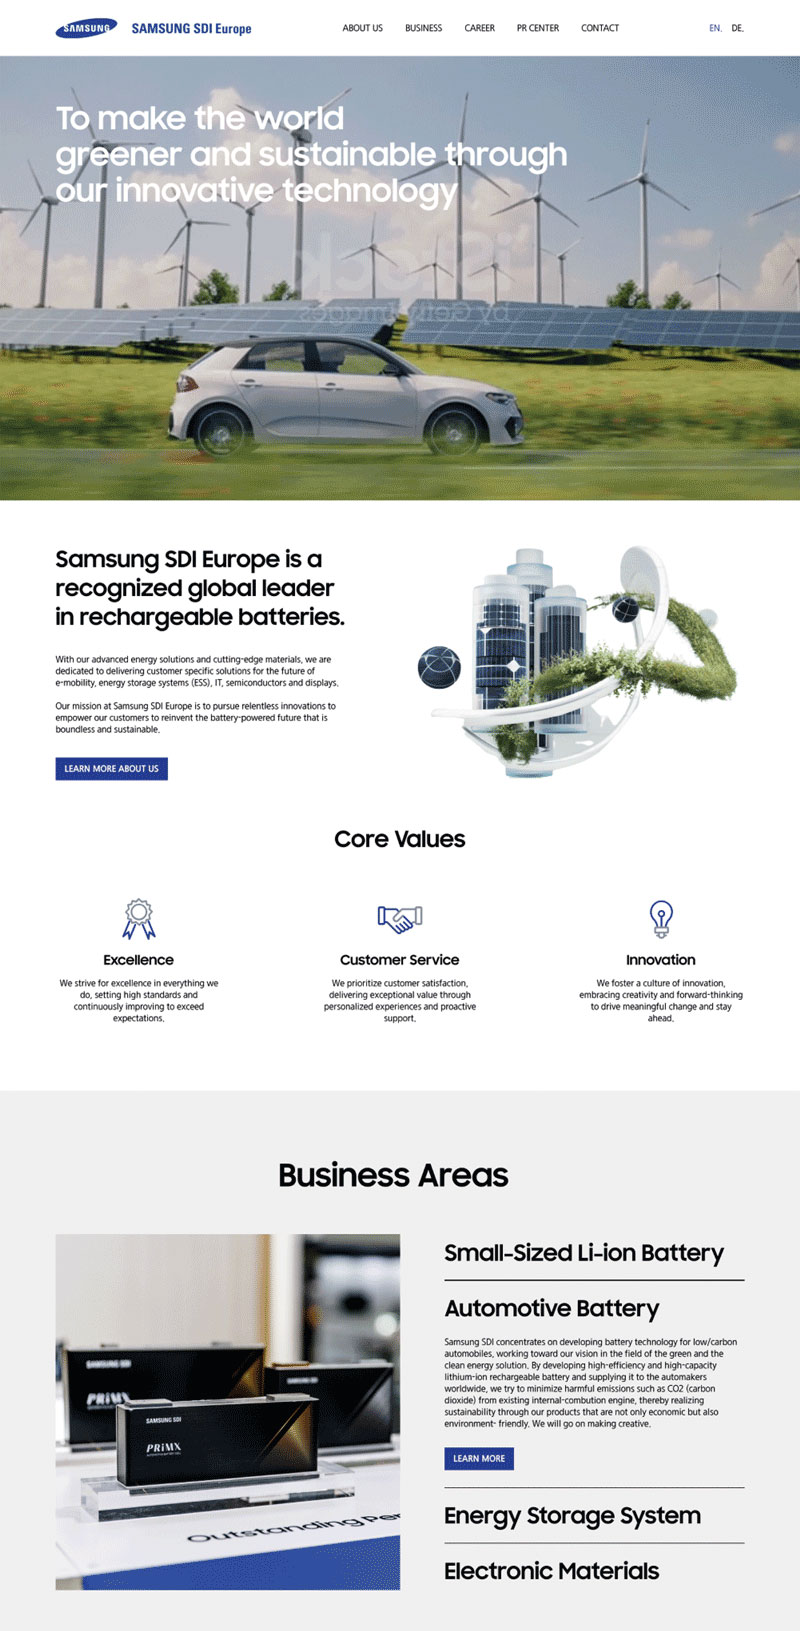 SAMSUNG
SAMSUNG SDI Europe
ABOUT US
BUSINESS
CAREER
PR CENTER
CONTACT
EN.
DE.
To make the world
greener and sustainable through
our innovative technology
iStock
by Getty Images
Samsung SDI Europe is a
recognized global leader
in rechargeable batteries.
With our advanced energy solutions and cutting-edge materials, we are
dedicated to delivering customer specific solutions for the future of
e-mobility, energy storage systems (ESS), IT, semiconductors and displays.
Our mission at Samsung SDI Europe is to pursue relentless innovations to
empower our customers to reinvent the battery-powered future that is
boundless and sustainable.
LEARN MORE ABOUT US
Core Values
Excellence
We strive for excellence in everything we
do, setting high standards and
continuously improving to exceed
expectations.
Customer Service
We prioritize customer satisfaction,
delivering exceptional value through
personalized experiences and proactive
support.
Innovation
We foster a culture of innovation,
embracing creativity and forward-thinking
to drive meaningful change and stay
ahead.
Business Areas
SAMSUNG SDI
PRiMX
SAMSUNG SDI
PRiMX
Outstanding Per
Small-Sized Li-ion Battery
Automotive Battery
Samsung SDI concentrates on developing battery technology for low/carbon
automobiles, working toward our vision in the field of the green and the
clean energy solution. By developing high-efficiency and high-capacity
lithium-ion rechargeable battery and supplying it to the automakers
worldwide, we try to minimize harmful emissions such as CO2 (carbon
dioxide) from existing internal-combution engine, thereby realizing
sustainability through our products that are not only economic but also
environment- friendly. We will go on making creative.
LEARN MORE
Energy Storage System
Electronic Materials